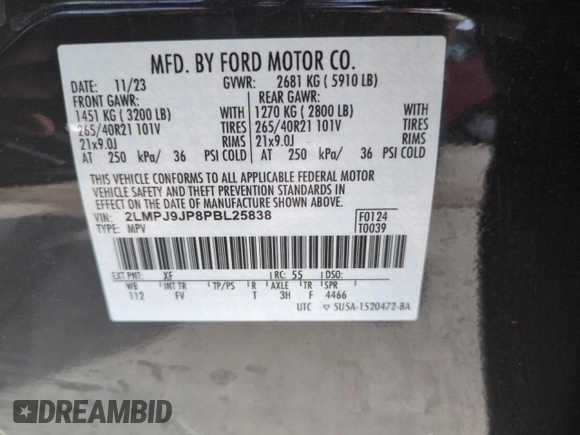 MFD. BY FORD MOTOR CO.
DATE: 11/23 GVWR: 2681 KG ( 5910 LB)
FRONT GAWR: REAR GAWR:
1451 KG ( 3200 LB) WITH 1270 KG ( 2800 LB)
265/40R21 101V TIRES 265/40R21 101V
21x9.0J RIMS 21x9.0J
AT 250 kPa/ 36 PSI COLD AT 250 kPa/ 36 PSI COLD
WITH
TIRES
RIMS
THIS VEHICLE CONFORMS TO ALL APPLICABLE FEDERAL MOTOR
VEHICLE SAFETY AND THEFT PREVENTION STANDARDS IN
EFFECT ON THE DATE OF MANUFACTURE SHOWN ABOVE.
VIN: 2LMPJ9JP8PBL25838 F0124
TYPE: MPV T0039
EXT PNT: XF RC: 55 DSO:
WB INT TR TP/PS R AXLE TR SPR
112 FV T 3H F 4466
UTC ▽ 5U5A-1520472-BA
DREAMBID